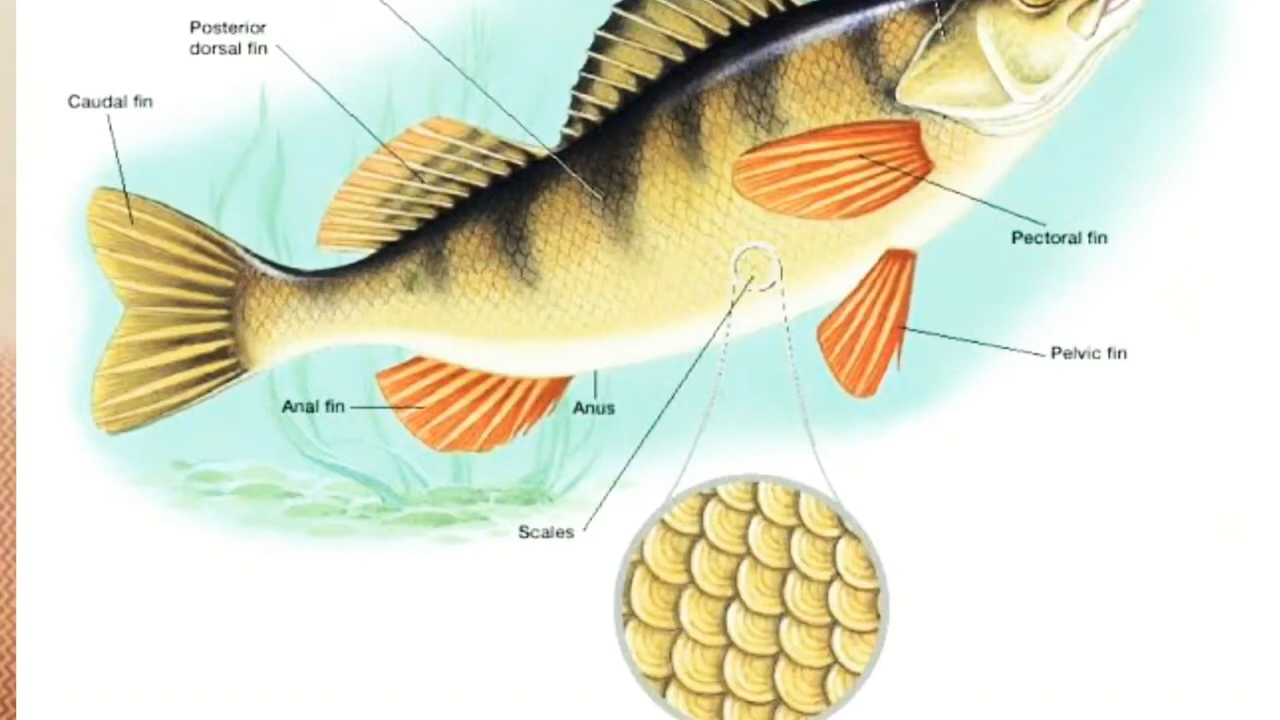 Posterior
dorsal fin
Caudal fin
Pectoral fin
Pelvic fin
Anal fin
Anus
Scales